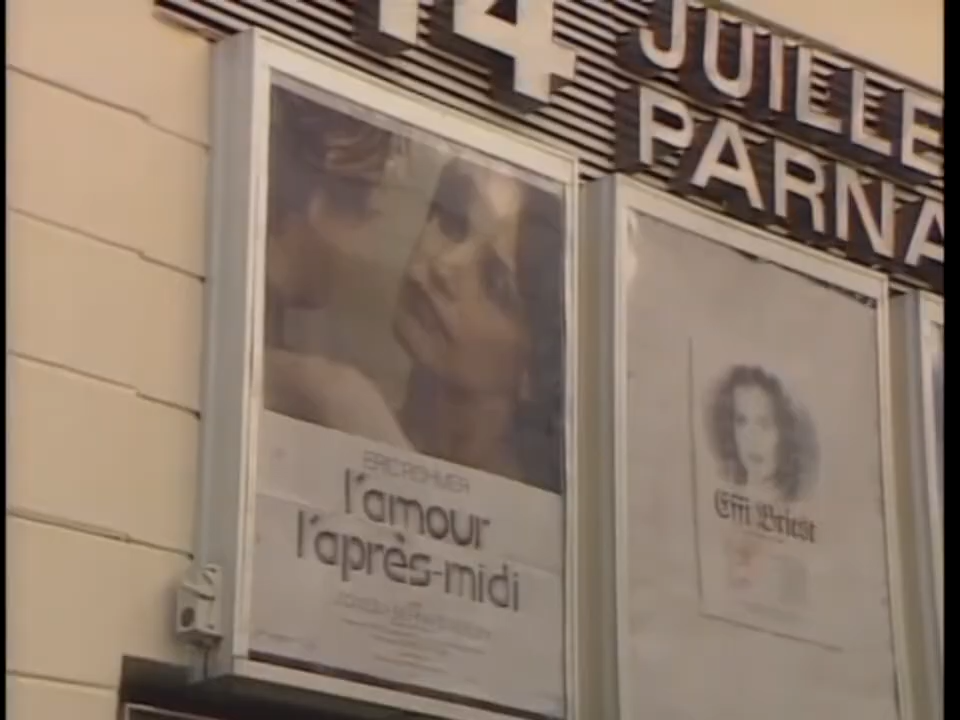 14 JUILLE
PARNA
ERIC ROHMER
l'amour
l'après-midi
Effi Briest